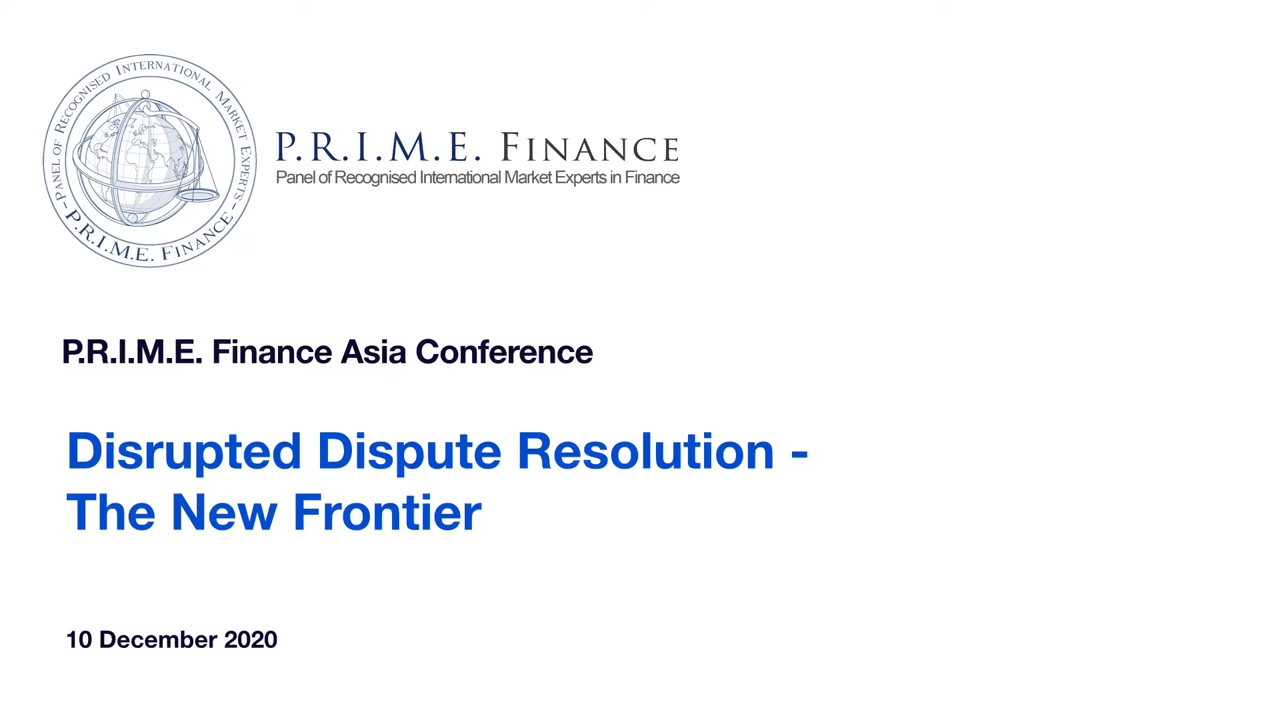 PANEL OF RECOGNISED INTERNATIONAL MARKET EXPERTS
- P.R.I.M.E. FINANCE -
P.R.I.M.E. FINANCE
Panel of Recognised International Market Experts in Finance
P.R.I.M.E. Finance Asia Conference
Disrupted Dispute Resolution -
The New Frontier
10 December 2020